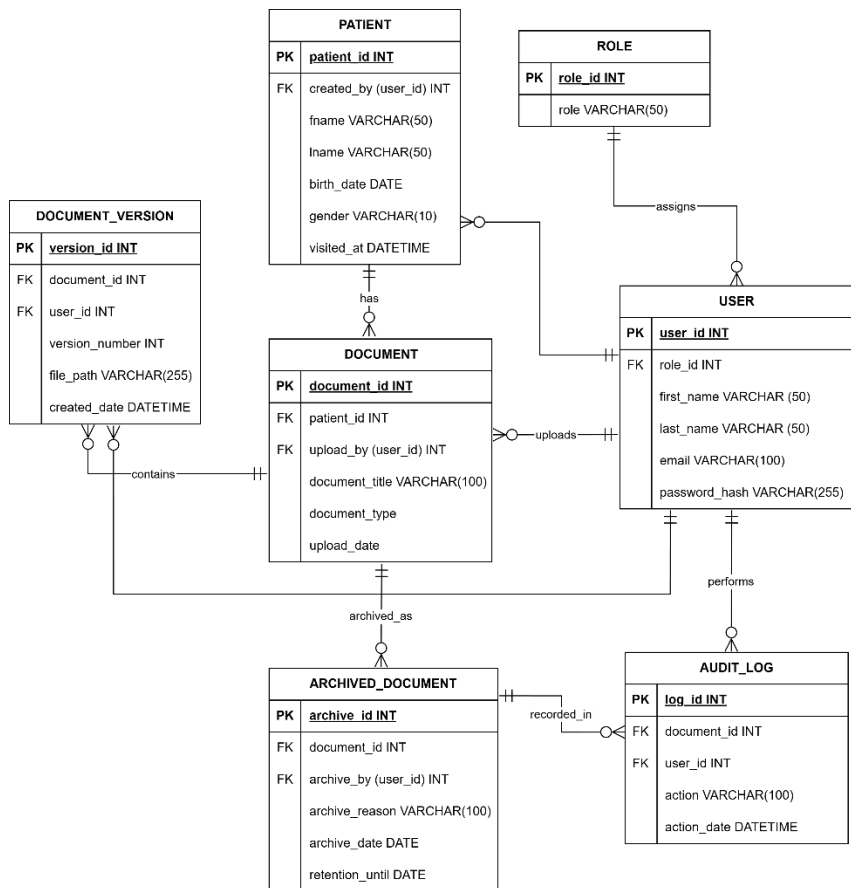 PATIENT
PK patient_id INT
FK created_by (user_id) INT
fname VARCHAR(50)
lname VARCHAR(50)
birth_date DATE
gender VARCHAR(10)
visited_at DATETIME
ROLE
PK role_id INT
role VARCHAR(50)
assigns
DOCUMENT_VERSION
PK version_id INT
FK document_id INT
FK user_id INT
version_number INT
file_path VARCHAR(255)
created_date DATETIME
has
USER
PK user_id INT
FK role_id INT
first_name VARCHAR (50)
last_name VARCHAR (50)
email VARCHAR(100)
password_hash VARCHAR(255)
DOCUMENT
PK document_id INT
FK patient_id INT
FK upload_by (user_id) INT
document_title VARCHAR(100)
document_type
upload_date
uploads
contains
performs
archived_as
ARCHIVED_DOCUMENT
PK archive_id INT
FK document_id INT
FK archive_by (user_id) INT
archive_reason VARCHAR(100)
archive_date DATE
retention_until DATE
recorded_in
AUDIT_LOG
PK log_id INT
FK document_id INT
FK user_id INT
action VARCHAR(100)
action_date DATETIME